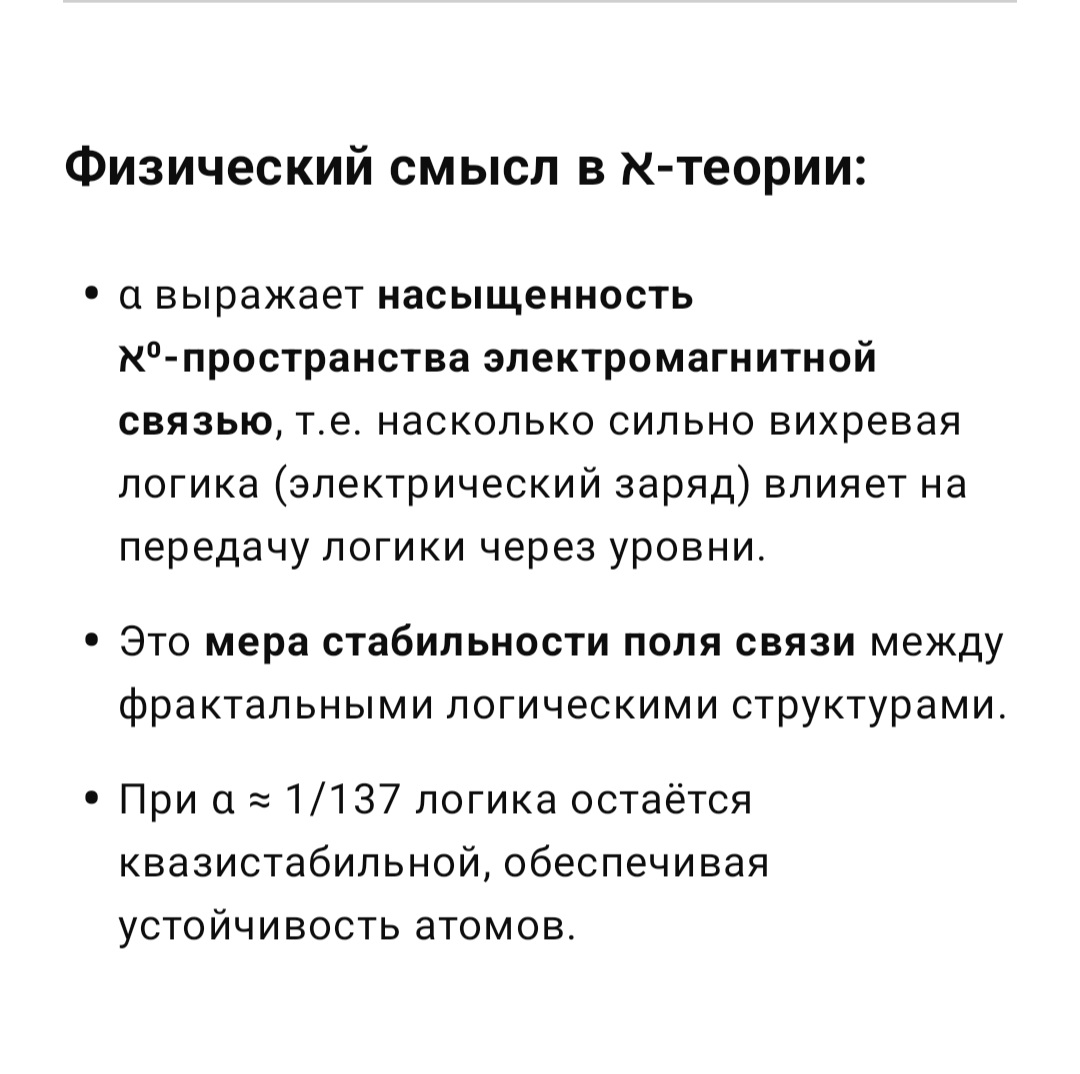 Физический смысл в ℵ-теории:
• α выражает насыщенность
ℵ⁰-пространства электромагнитной
связью, т.е. насколько сильно вихревая
логика (электрический заряд) влияет на
передачу логики через уровни.
• Это мера стабильности поля связи между
фрактальными логическими структурами.
• При α ≈ 1/137 логика остаётся
квазистабильной, обеспечивая
устойчивость атомов.